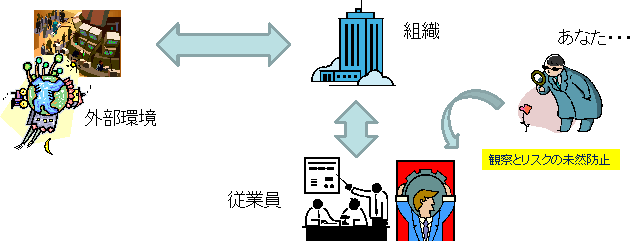 組織
あなた・・・
外部環境
観察とリスクの未然防止
従業員